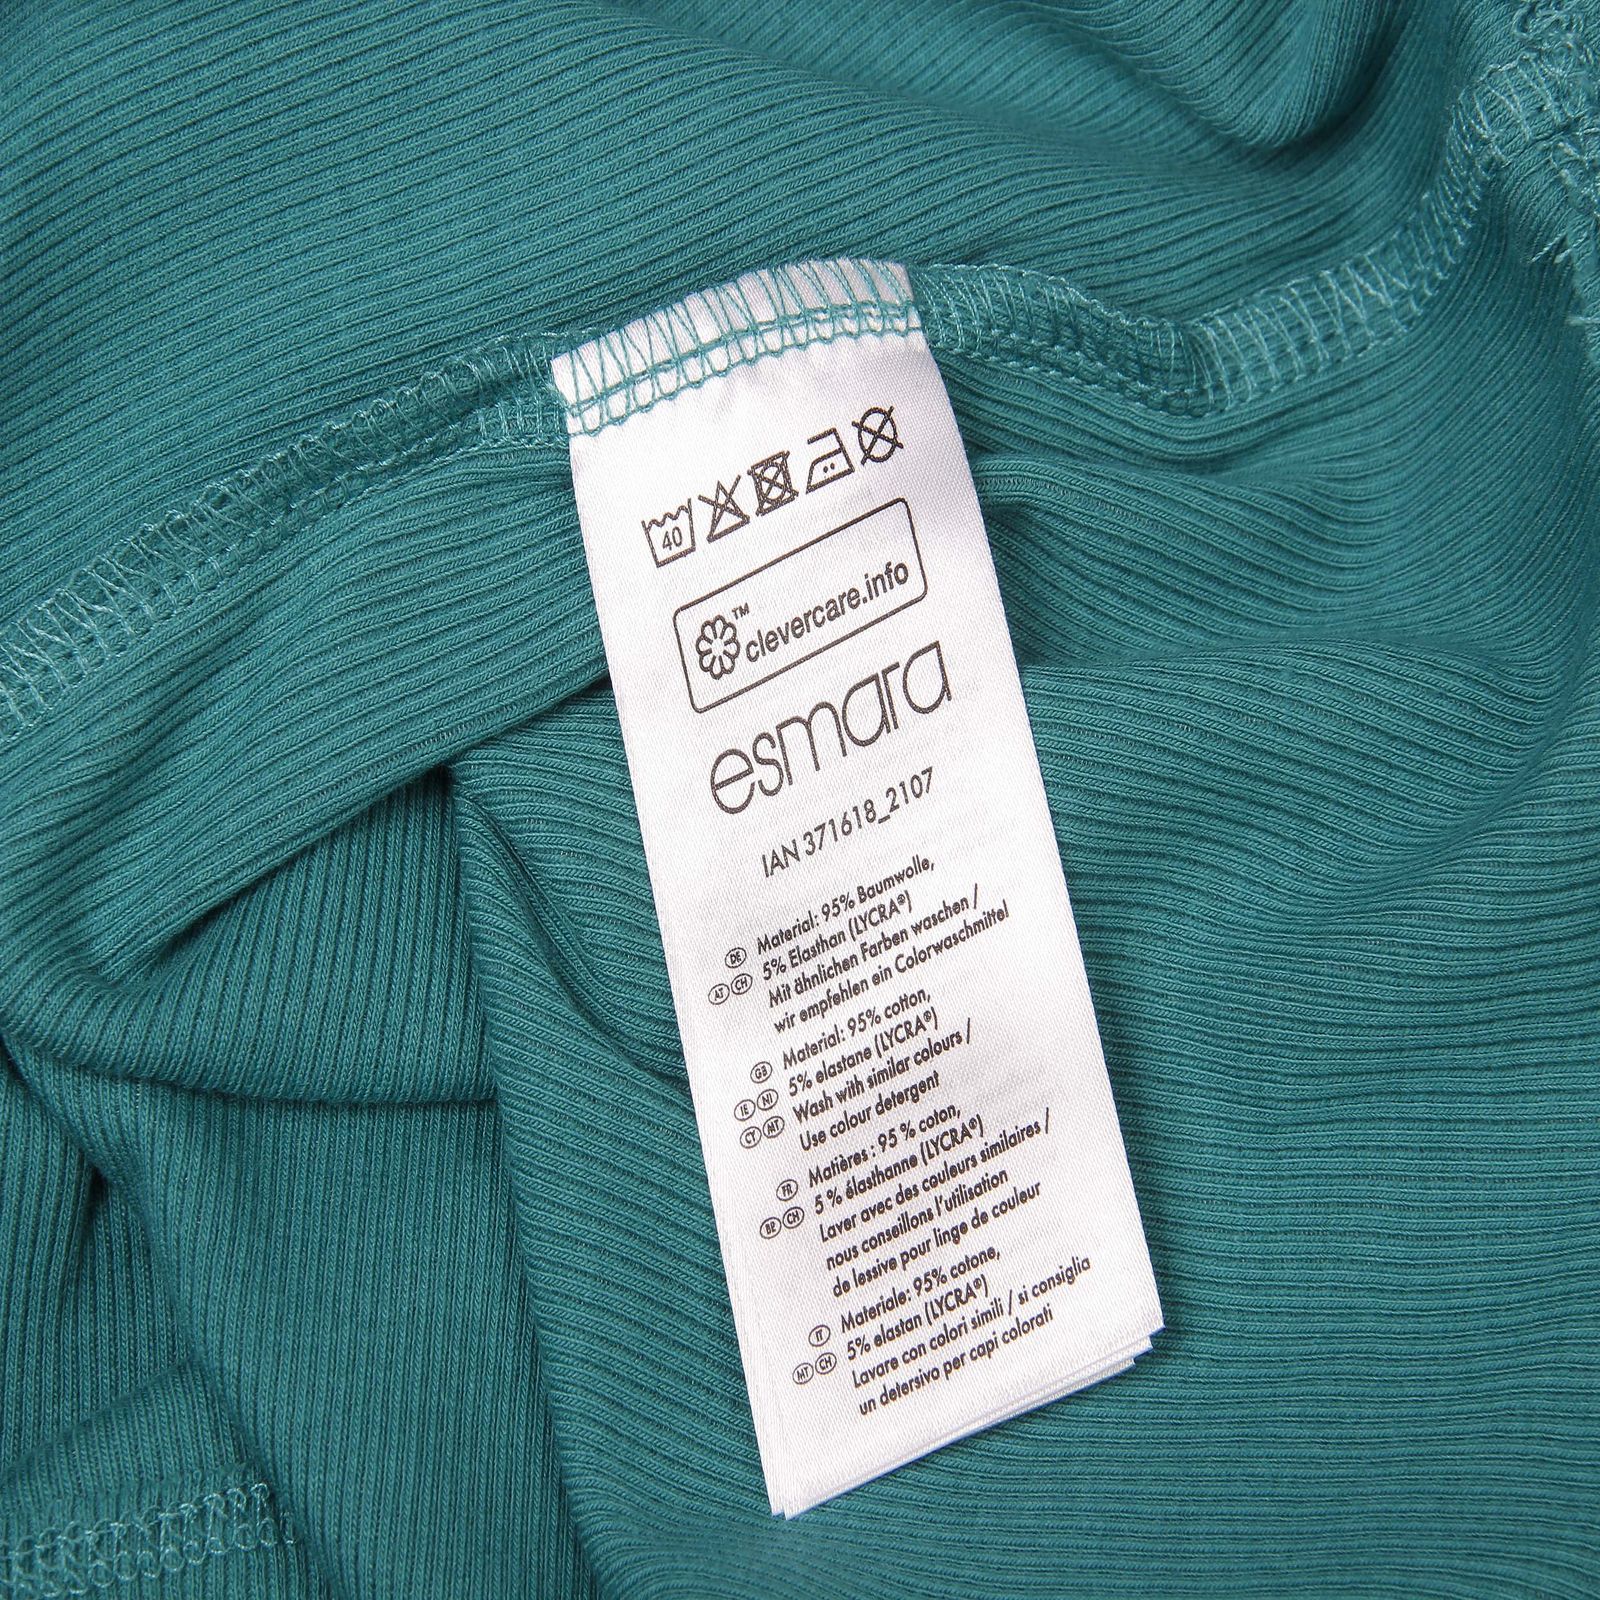 40
™
clevercare.info
esmara
IAN 371618_2107
DE Material: 95% Baumwolle,
AT CH 5% Elasthan (LYCRA®)
Mit ähnlichen Farben waschen /
wir empfehlen ein Colorwaschmittel
GB Material: 95% cotton,
IE NI 5% elastane (LYCRA®)
CY MT Wash with similar colours /
Use colour detergent
FR Matières : 95 % coton,
BE CH 5 % élasthanne (LYCRA®)
Laver avec des couleurs similaires /
nous conseillons l'utilisation
de lessive pour linge de couleur
IT Materiale: 95% cotone,
MT CH 5% elastan (LYCRA®)
Lavare con colori simili / si consiglia
un detersivo per capi colorati